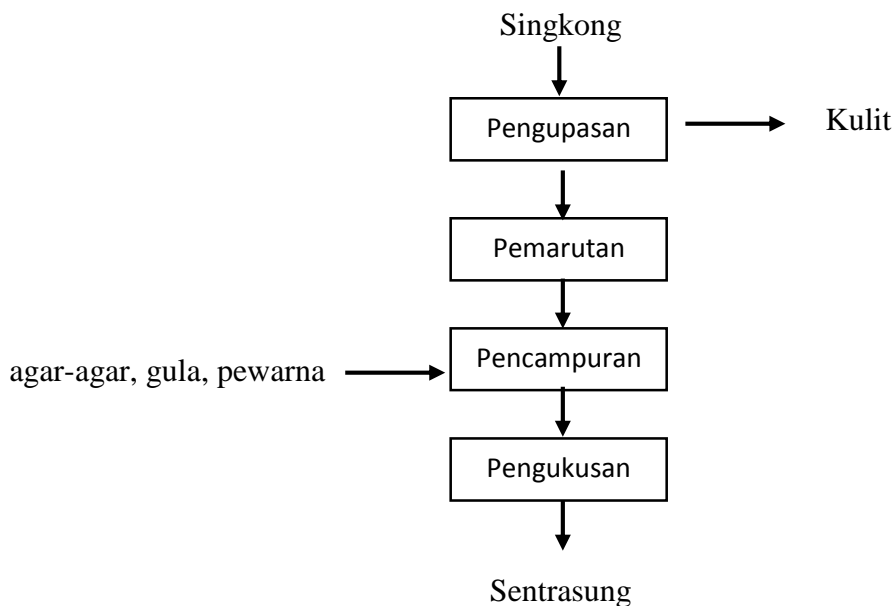 Singkong
Pengupasan
Kulit
Pemarutan
Pencampuran
agar-agar, gula, pewarna
Pengukusan
Sentrasung